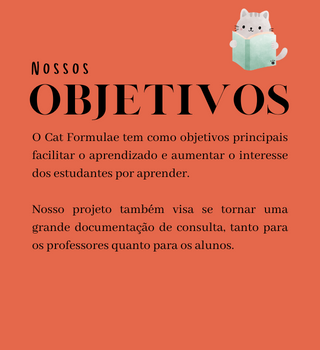 Nossos
OBJETIVOS
O Cat Formulae tem como objetivos principais
facilitar o aprendizado e aumentar o interesse
dos estudantes por aprender.
Nosso projeto também visa se tornar uma
grande documentação de consulta, tanto para
os professores quanto para os alunos.